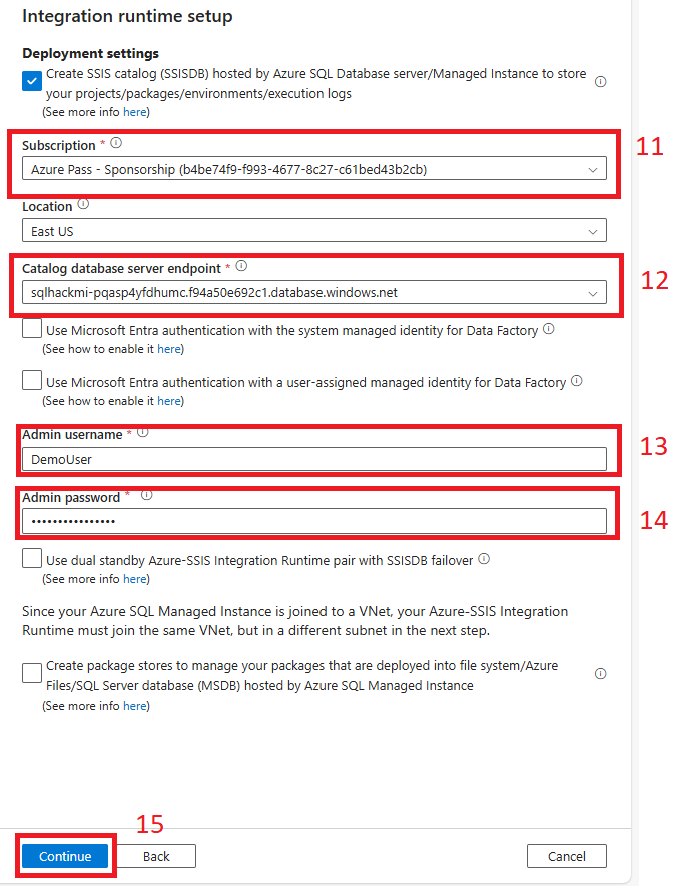 Integration runtime setup
Deployment settings
Create SSIS catalog (SSISDB) hosted by Azure SQL Database server/Managed Instance to store
your projects/packages/environments/execution logs
(See more info here)
Subscription *
11
Azure Pass - Sponsorship (b4be74f9-f993-4677-8c27-c61bed43b2cb)
Location
East US
Catalog database server endpoint *
12
sqlhackmi-pqasp4yfdhumc.f94a50e692c1.database.windows.net
Use Microsoft Entra authentication with the system managed identity for Data Factory
(See how to enable it here)
Use Microsoft Entra authentication with a user-assigned managed identity for Data Factory
(See how to enable it here)
Admin username *
13
DemoUser
Admin password *
14
••••••••••••••••
Use dual standby Azure-SSIS Integration Runtime pair with SSISDB failover
(See more info here)
Since your Azure SQL Managed Instance is joined to a VNet, your Azure-SSIS Integration
Runtime must join the same VNet, but in a different subnet in the next step.
Create package stores to manage your packages that are deployed into file system/Azure
Files/SQL Server database (MSDB) hosted by Azure SQL Managed Instance
(See more info here)
15
Continue Back Cancel